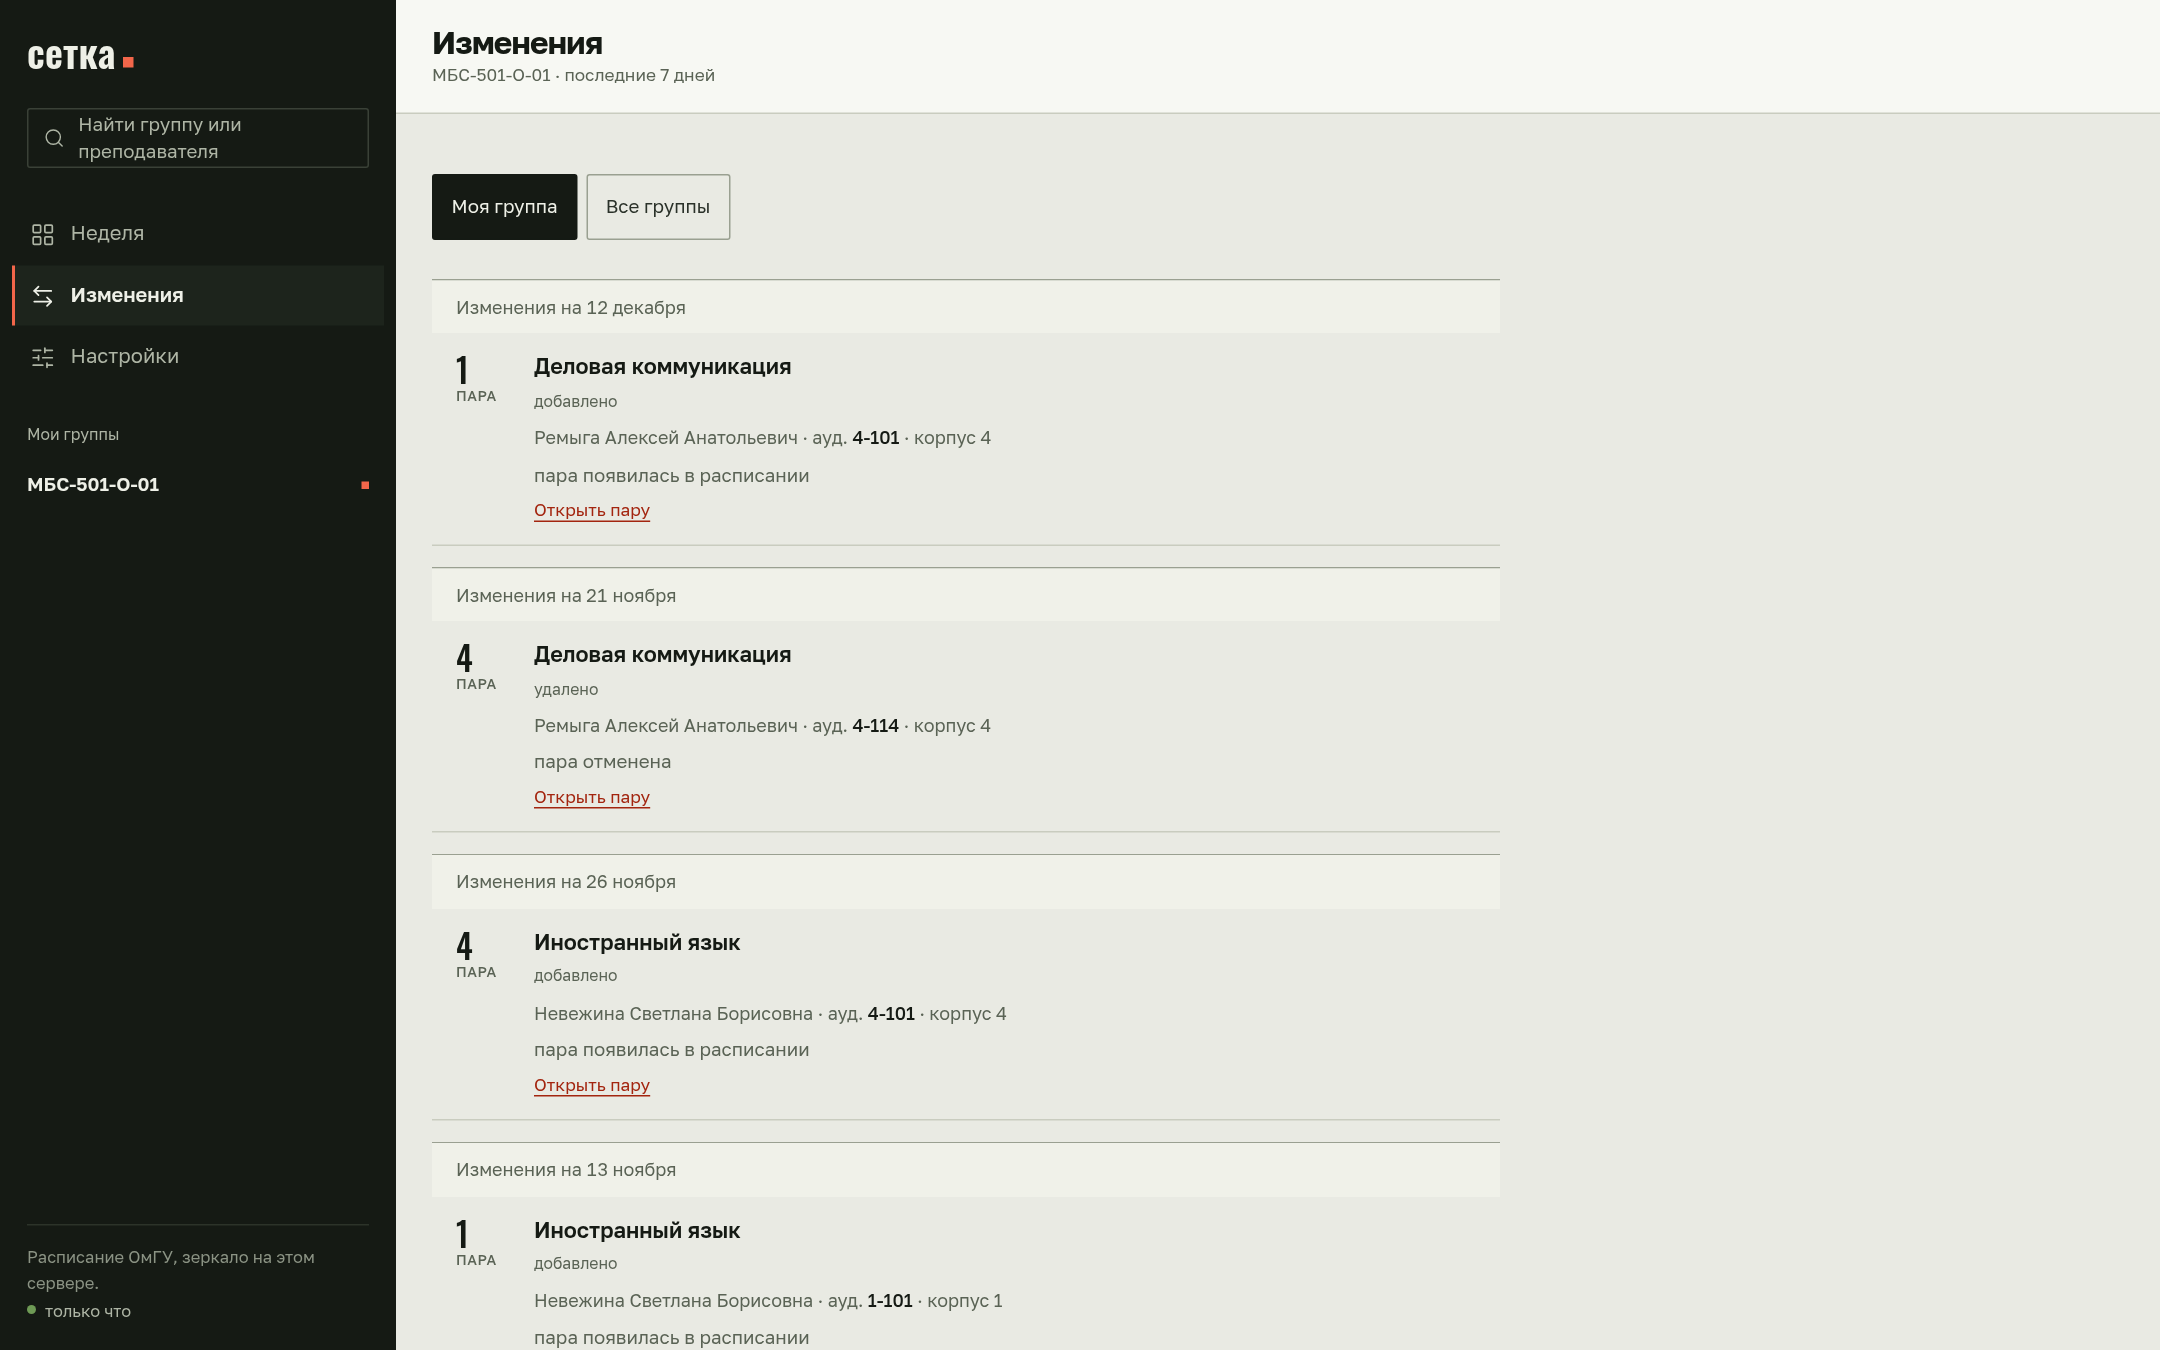 сетка
Найти группу или
преподавателя
Неделя
Изменения
Настройки
Мои группы
МБС-501-О-01
Расписание ОмГУ, зеркало на этом
сервере.
только что
Изменения
МБС-501-О-01 · последние 7 дней
Моя группа
Все группы
Изменения на 12 декабря
1
ПАРА
Деловая коммуникация
добавлено
Ремыга Алексей Анатольевич · ауд. 4-101 · корпус 4
пара появилась в расписании
Открыть пару
Изменения на 21 ноября
4
ПАРА
Деловая коммуникация
удалено
Ремыга Алексей Анатольевич · ауд. 4-114 · корпус 4
пара отменена
Открыть пару
Изменения на 26 ноября
4
ПАРА
Иностранный язык
добавлено
Невежина Светлана Борисовна · ауд. 4-101 · корпус 4
пара появилась в расписании
Открыть пару
Изменения на 13 ноября
1
ПАРА
Иностранный язык
добавлено
Невежина Светлана Борисовна · ауд. 1-101 · корпус 1
пара появилась в расписании